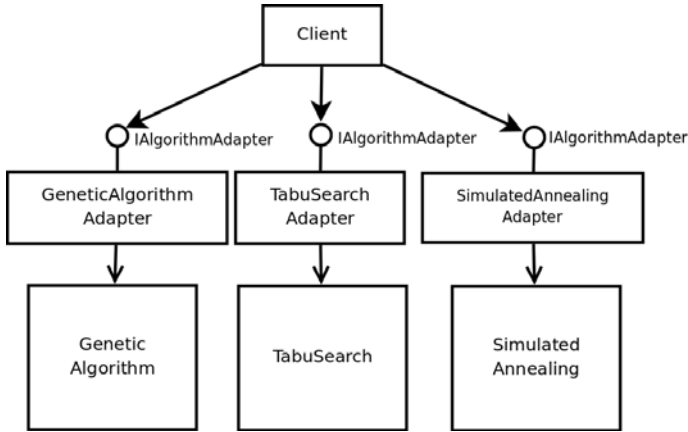 Client
IAlgorithmAdapter
IAlgorithmAdapter
IAlgorithmAdapter
GeneticAlgorithm
Adapter
TabuSearch
Adapter
SimulatedAnnealing
Adapter
Genetic
Algorithm
TabuSearch
Simulated
Annealing